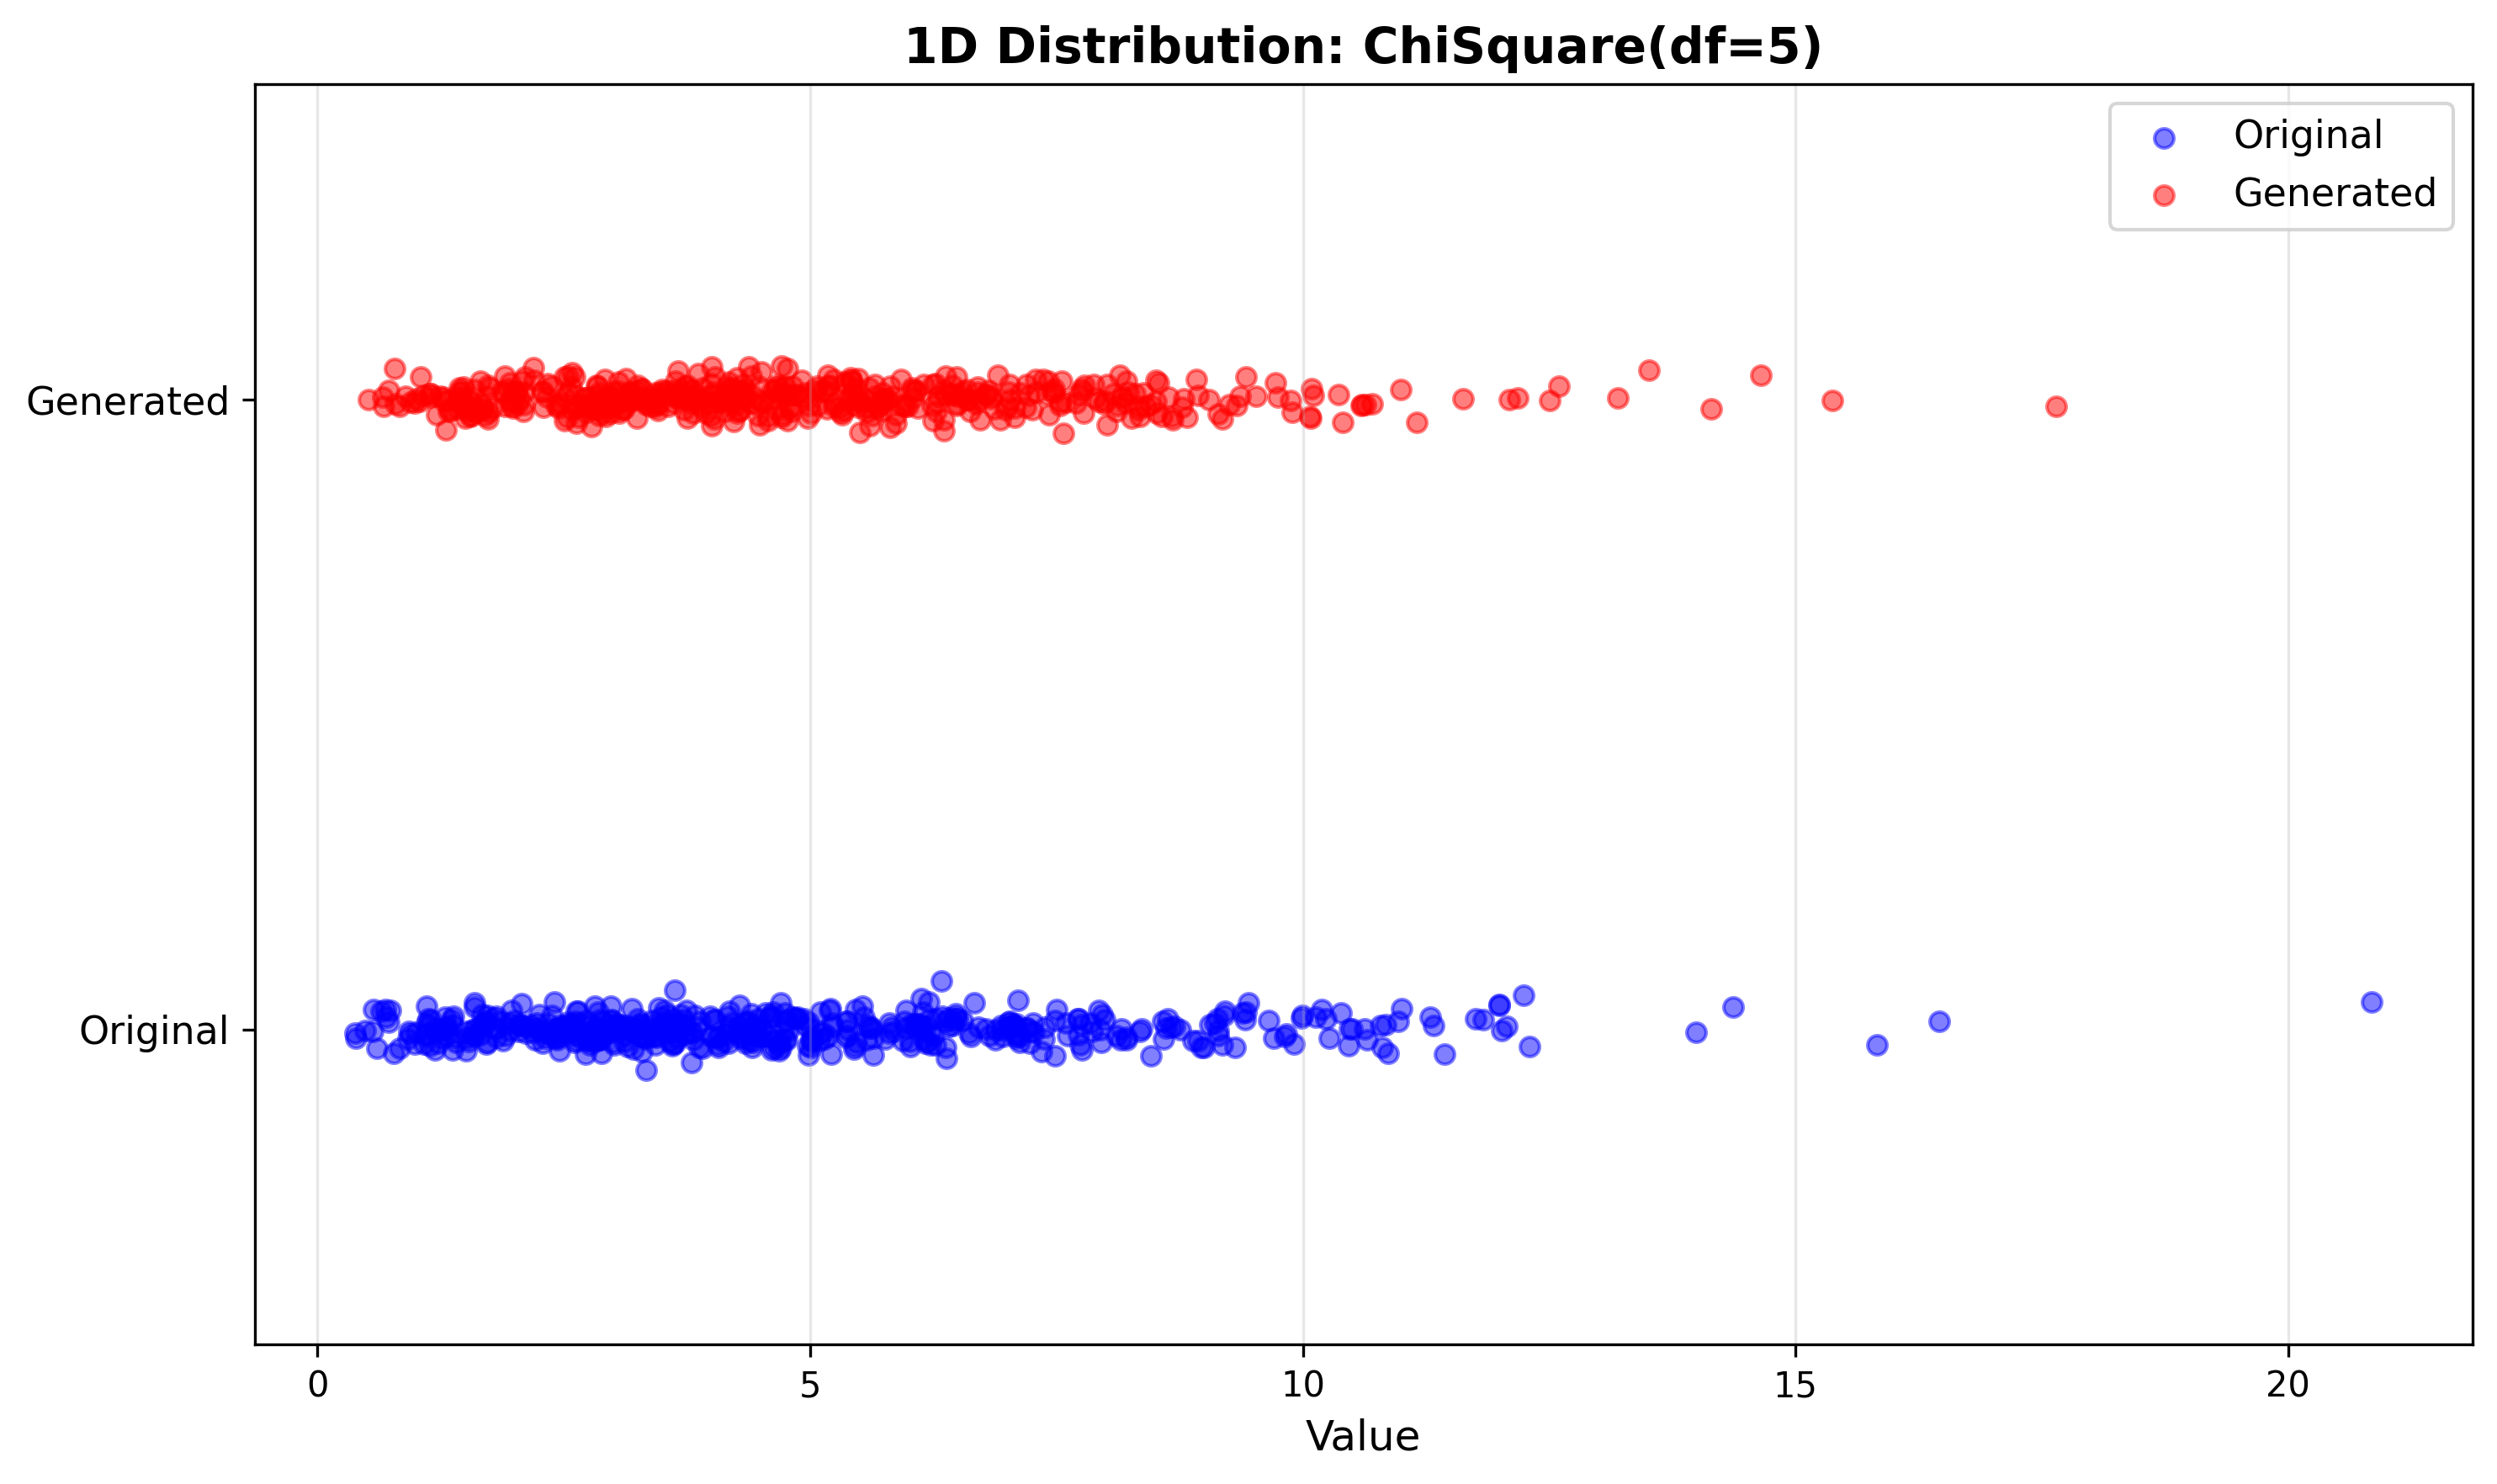 1D Distribution: ChiSquare(df=5)
Original
Generated
Generated
Original
0 5 10 15 20
Value